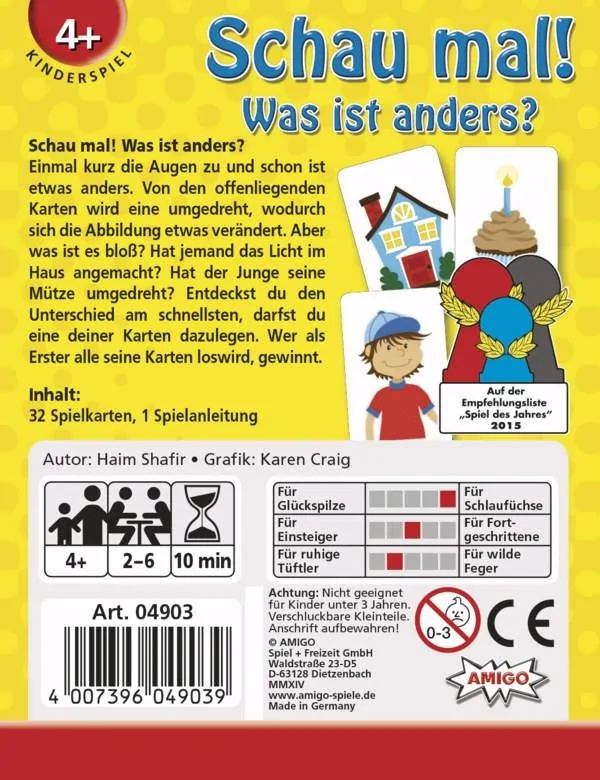 4+
KINDERSPIEL
Schau mal!
Was ist anders?
Schau mal! Was ist anders?
Einmal kurz die Augen zu und schon ist
etwas anders. Von den offenliegenden
Karten wird eine umgedreht, wodurch
sich die Abbildung etwas verändert. Aber
was ist es bloß? Hat jemand das Licht im
Haus angemacht? Hat der Junge seine
Mütze umgedreht? Entdeckst du den
Unterschied am schnellsten, darfst du
eine deiner Karten dazulegen. Wer als
Erster alle seine Karten loswird, gewinnt.
Inhalt:
32 Spielkarten, 1 Spielanleitung
Auf der
Empfehlungsliste
„Spiel des Jahres“
2015
Autor: Haim Shafir • Grafik: Karen Craig
4+ 2–6 10 min
Für
Glückspilze
Für
Schlaufüchse
Für
Einsteiger
Für Fort-
geschrittene
Für ruhige
Tüftler
Für wilde
Feger
Art. 04903
4 007396 049039
Achtung: Nicht geeignet
für Kinder unter 3 Jahren.
Verschluckbare Kleinteile.
Anschrift aufbewahren!
© AMIGO
Spiel + Freizeit GmbH
Waldstraße 23-D5
D-63128 Dietzenbach
MMXIV
www.amigo-spiele.de
Made in Germany
0-3
CE
AMIGO